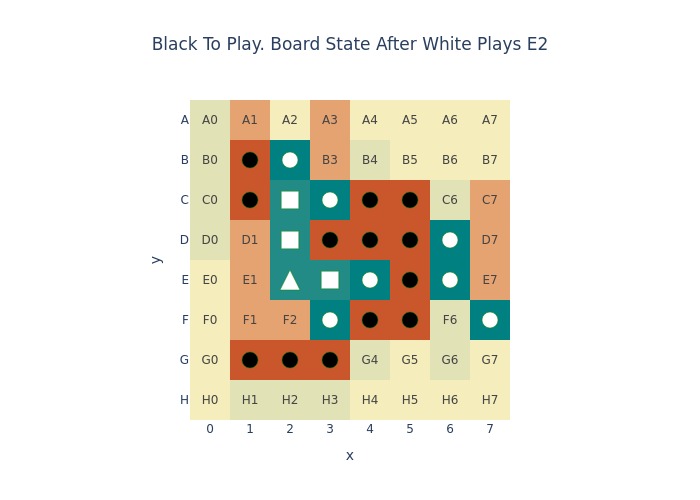 Black To Play. Board State After White Plays E2
A A0 A1 A2 A3 A4 A5 A6 A7
B B0 B3 B4 B5 B6 B7
C C0 C6 C7
D D0 D1 D7
E E0 E1 E7
F F0 F1 F2 F6
G G0 G4 G5 G6 G7
H H0 H1 H2 H3 H4 H5 H6 H7
0 1 2 3 4 5 6 7
x
y